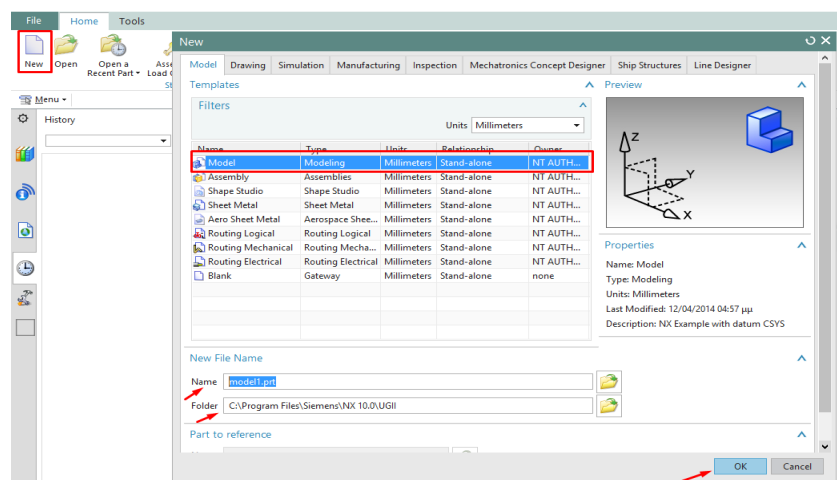 File Home Tools
New
New Open Open a Recent Part Asse Load
Menu
History
Model Drawing Simulation Manufacturing Inspection Mechatronics Concept Designer Ship Structures Line Designer
Templates
Filters
Units Millimeters
Name Type Units Relationship Owner
Model Modeling Millimeters Stand-alone NT AUTH...
Assembly Assemblies Millimeters Stand-alone NT AUTH...
Shape Studio Shape Studio Millimeters Stand-alone NT AUTH...
Sheet Metal Sheet Metal Millimeters Stand-alone NT AUTH...
Aero Sheet Metal Aerospace Shee... Millimeters Stand-alone NT AUTH...
Routing Logical Routing Logical Millimeters Stand-alone NT AUTH...
Routing Mechanical Routing Mecha... Millimeters Stand-alone NT AUTH...
Routing Electrical Routing Electrical Millimeters Stand-alone NT AUTH...
Blank Gateway Millimeters Stand-alone none
Preview
Z
Y
X
Properties
Name: Model
Type: Modeling
Units: Millimeters
Last Modified: 12/04/2014 04:57 μμ
Description: NX Example with datum CSYS
New File Name
Name model1.prt
Folder C:\Program Files\Siemens\NX 10.0\UGII
Part to reference
OK Cancel